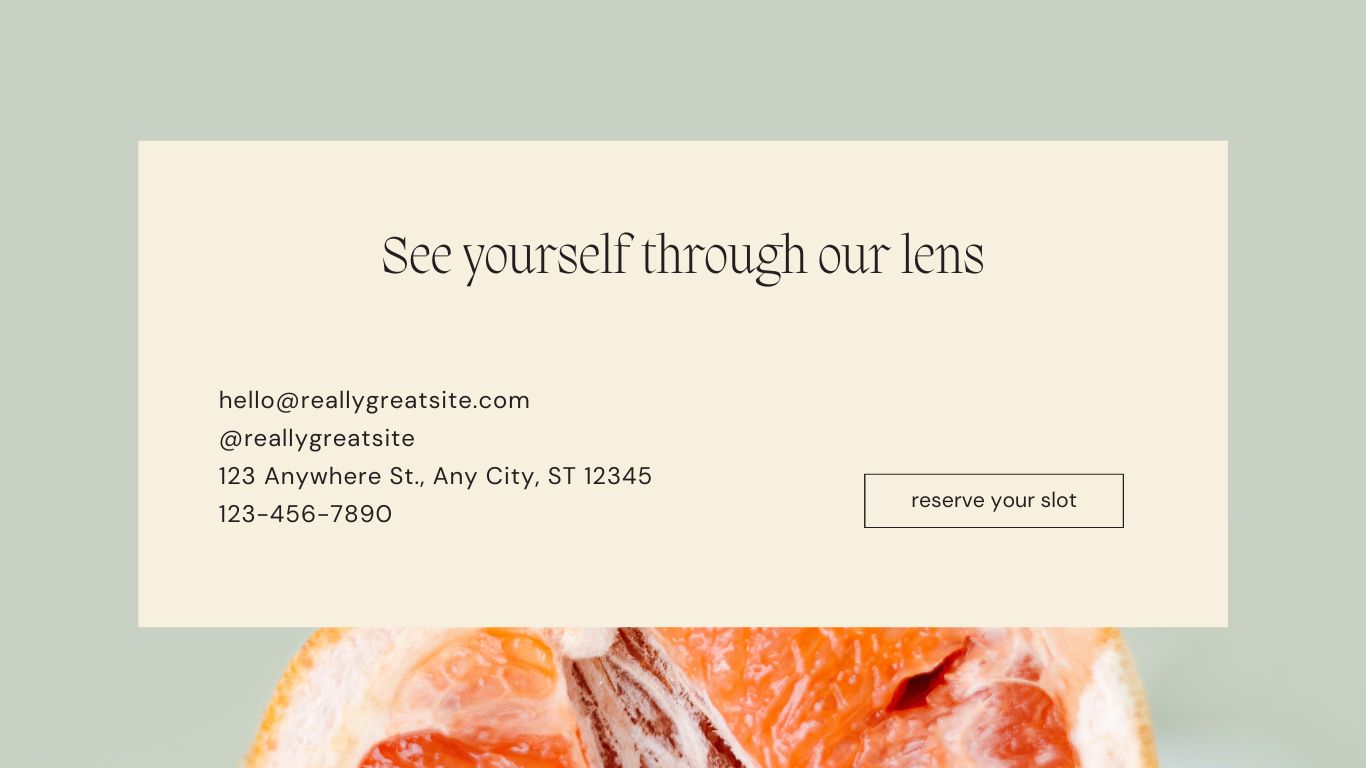 See yourself through our lens
hello@reallygreatsite.com
@reallygreatsite
123 Anywhere St., Any City, ST 12345
123-456-7890
reserve your slot